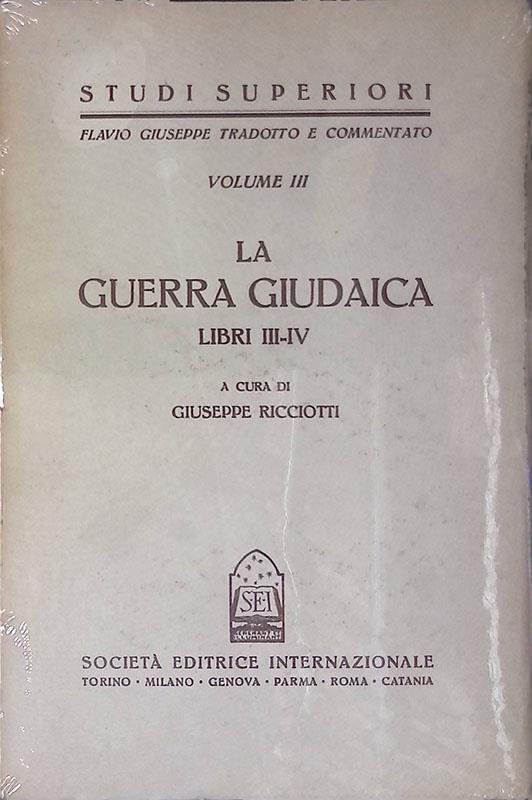 STUDI SUPERIORI
FLAVIO GIUSEPPE TRADOTTO E COMMENTATO
VOLUME III
LA
GUERRA GIUDAICA
LIBRI III-IV
A CURA DI
GIUSEPPE RICCIOTTI
S·E·I
SOCIETÀ EDITRICE INTERNAZIONALE
TORINO · MILANO · GENOVA · PARMA · ROMA · CATANIA